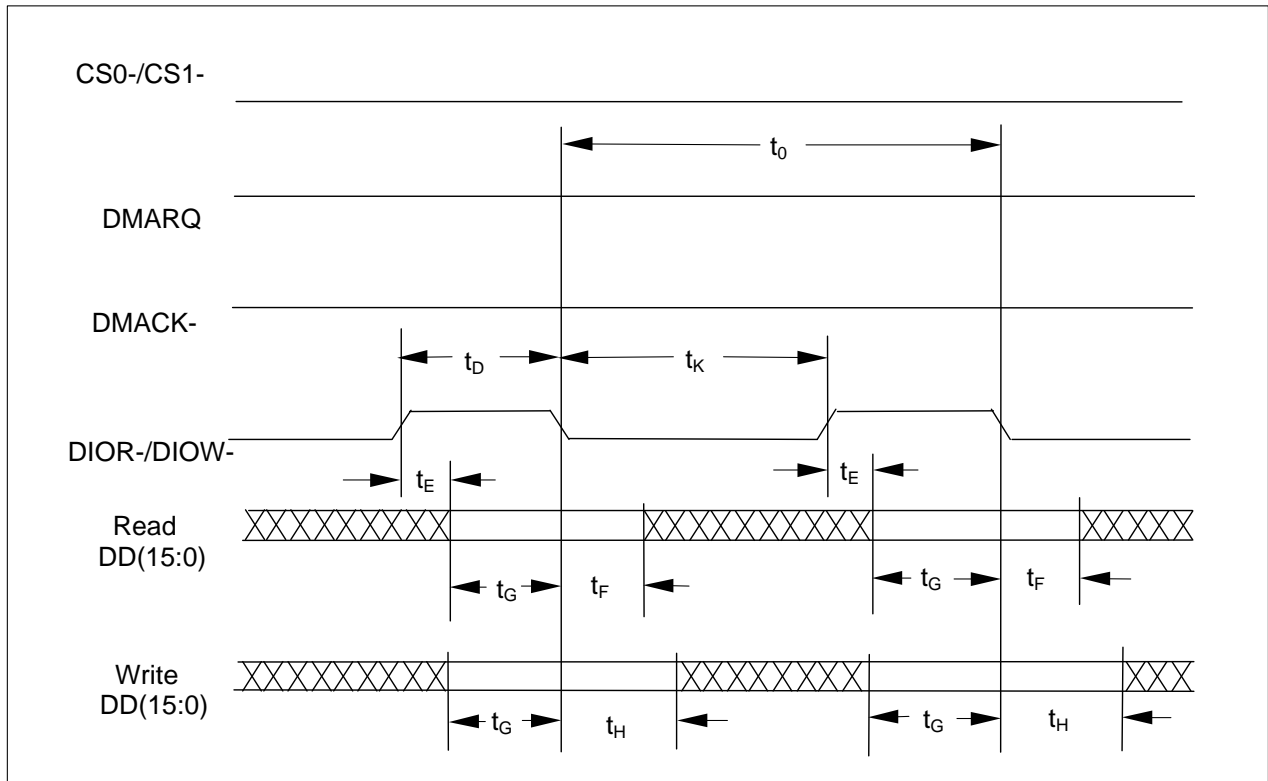 CS0-/CS1-
t0
DMARQ
DMACK-
tD
tK
DIOR-/DIOW-
tE
tE
Read
DD(15:0)
tG
tF
tG
tF
Write
DD(15:0)
tG
tH
tG
tH